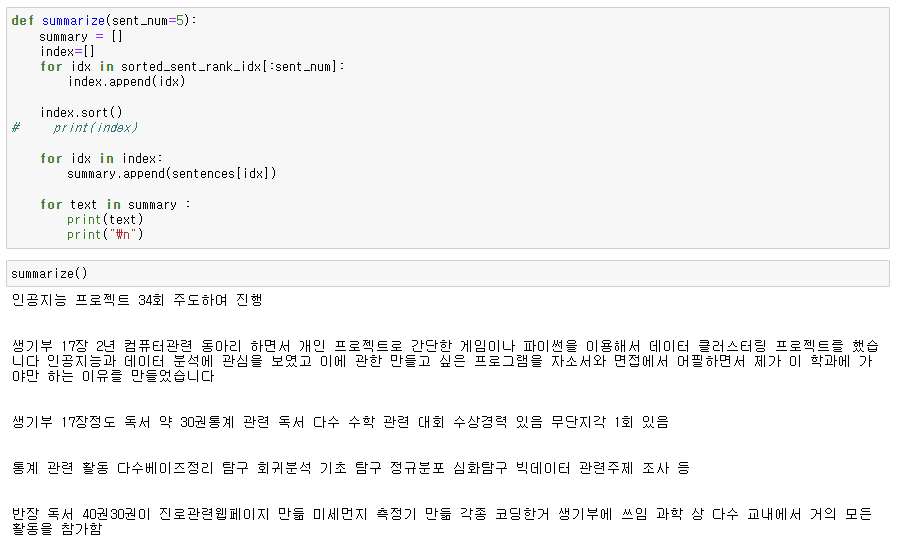 def summarize(sent_num=5):
    summary = []
    index=[]
    for idx in sorted_sent_rank_idx[:sent_num]:
        index.append(idx)
    index.sort()
#     print(index)
    for idx in index:
        summary.append(sentences[idx])
    for text in summary :
        print(text)
        print("₩n")
summarize()
인공지능 프로젝트 34회 주도하여 진행
생기부 17장 2년 컴퓨터관련 동아리 하면서 개인 프로젝트로 간단한 게임이나 파이썬을 이용해서 데이터 클러스터링 프로젝트를 했습
니다 인공지능과 데이터 분석에 관심을 보였고 이에 관한 만들고 싶은 프로그램을 자소서와 면접에서 어필하면서 제가 이 학과에 가
야만 하는 이유를 만들었습니다
생기부 17장정도 독서 약 30권통계 관련 독서 다수 수학 관련 대회 수상경력 있음 무단지각 1회 있음
통계 관련 활동 다수베이즈정리 탐구 회귀분석 기초 탐구 정규분포 심화탐구 빅데이터 관련주제 조사 등
반장 독서 40권30권이 진로관련웹페이지 만듦 미세먼지 측정기 만듦 각종 코딩한거 생기부에 쓰임 과학 상 다수 교내에서 거의 모든
활동을 참가함